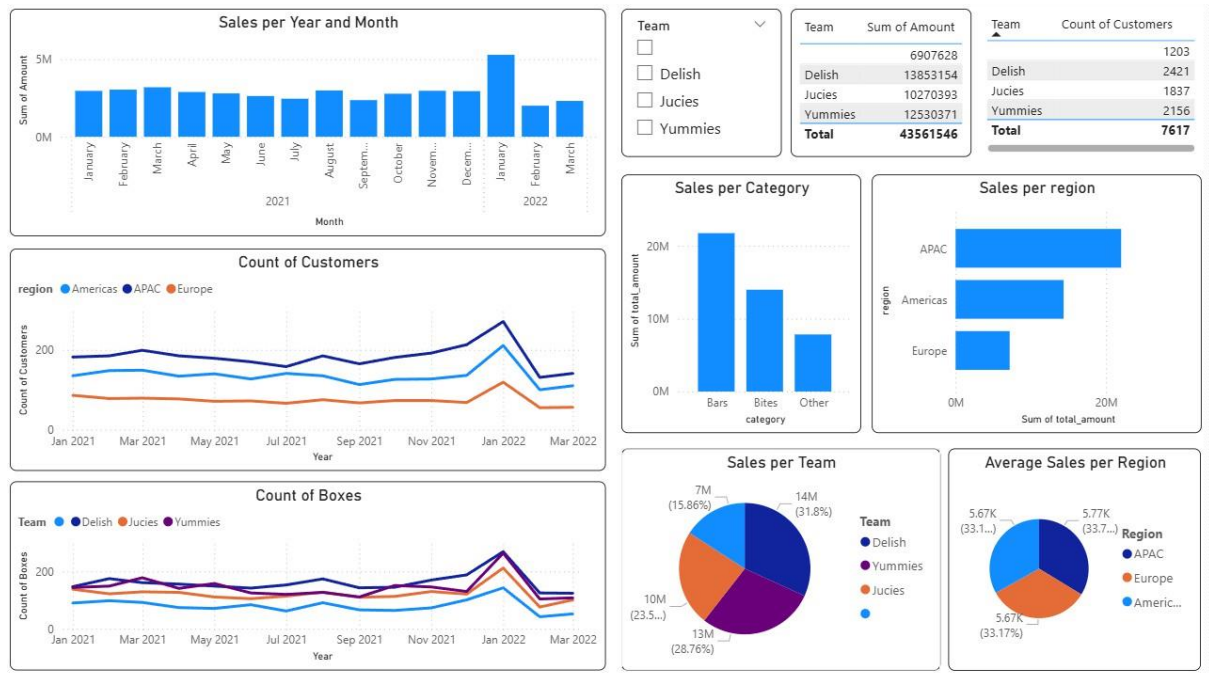 Sales per Year and Month
Sum of Amount
5M
0M
January
February
March
April
May
June
July
August
Septem...
October
Novem...
Decem...
January
February
March
2021
2022
Month
Count of Customers
region Americas APAC Europe
Count of Customers
200
0
Jan 2021 Mar 2021 May 2021 Jul 2021 Sep 2021 Nov 2021 Jan 2022 Mar 2022
Year
Count of Boxes
Team Delish Jucies Yummies
Count of Boxes
200
0
Jan 2021 Mar 2021 May 2021 Jul 2021 Sep 2021 Nov 2021 Jan 2022 Mar 2022
Year
Team
Delish
Jucies
Yummies
Team Sum of Amount
6907628
Delish 13853154
Jucies 10270393
Yummies 12530371
Total 43561546
Team Count of Customers
1203
Delish 2421
Jucies 1837
Yummies 2156
Total 7617
Sales per Category
Sum of total_amount
20M
10M
0M
Bars Bites Other
category
Sales per region
region
APAC
Americas
Europe
0M 20M
Sum of total_amount
Sales per Team
7M
(15.86%)
14M
(31.8%)
10M
(23.5...)
13M
(28.76%)
Team
Delish
Yummies
Jucies
Average Sales per Region
5.67K
(33.1...)
5.77K
(33.7...)
5.67K
(33.17%)
Region
APAC
Europe
Americ...